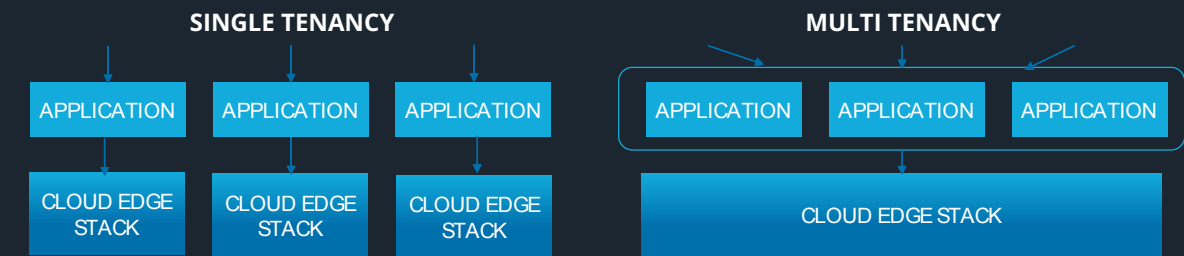 SINGLE TENANCY
MULTI TENANCY
APPLICATION
APPLICATION
APPLICATION
APPLICATION
APPLICATION
APPLICATION
CLOUD EDGE
STACK
CLOUD EDGE
STACK
CLOUD EDGE
STACK
CLOUD EDGE STACK